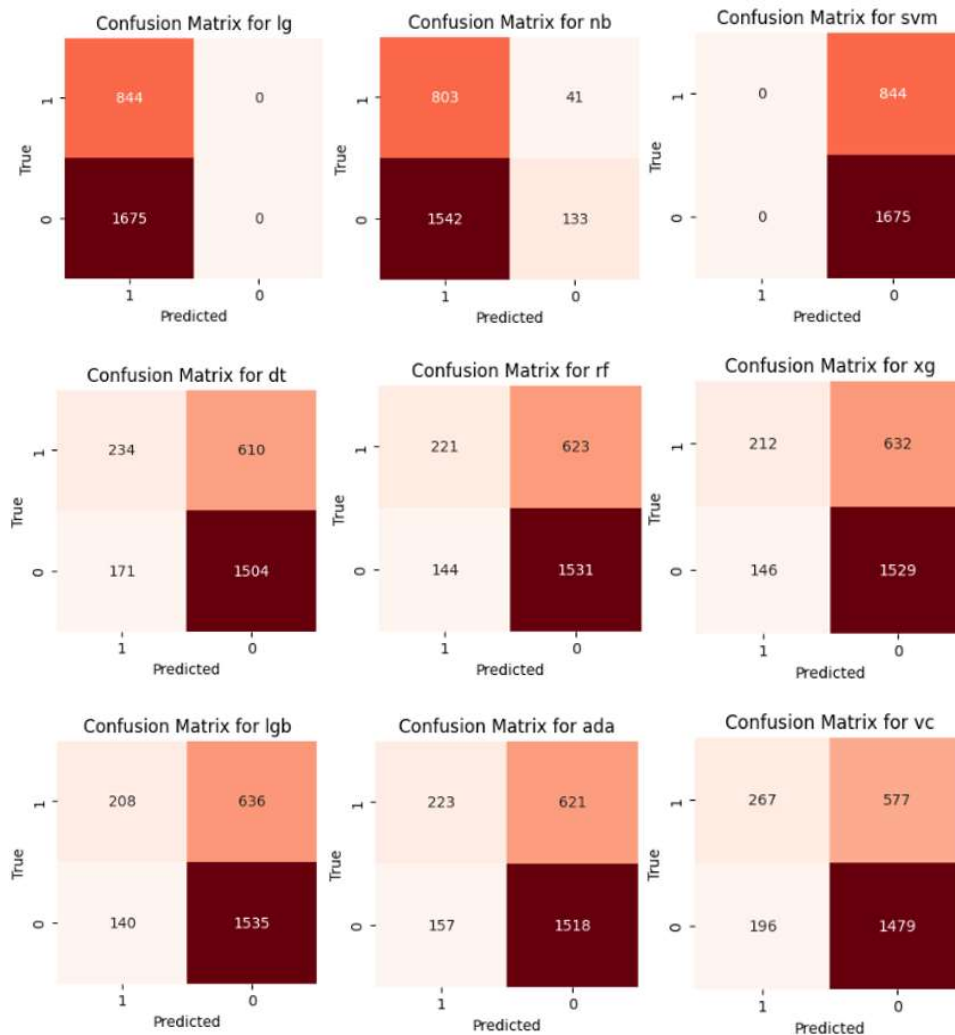 Confusion Matrix for lg
True
1
844
0
0
1675
0
1
0
Predicted
Confusion Matrix for nb
True
1
803
41
0
1542
133
1
0
Predicted
Confusion Matrix for svm
True
1
0
844
0
0
1675
1
0
Predicted
Confusion Matrix for dt
True
1
234
610
0
171
1504
1
0
Predicted
Confusion Matrix for rf
True
1
221
623
0
144
1531
1
0
Predicted
Confusion Matrix for xg
True
1
212
632
0
146
1529
1
0
Predicted
Confusion Matrix for lgb
True
1
208
636
0
140
1535
1
0
Predicted
Confusion Matrix for ada
True
1
223
621
0
157
1518
1
0
Predicted
Confusion Matrix for vc
True
1
267
577
0
196
1479
1
0
Predicted